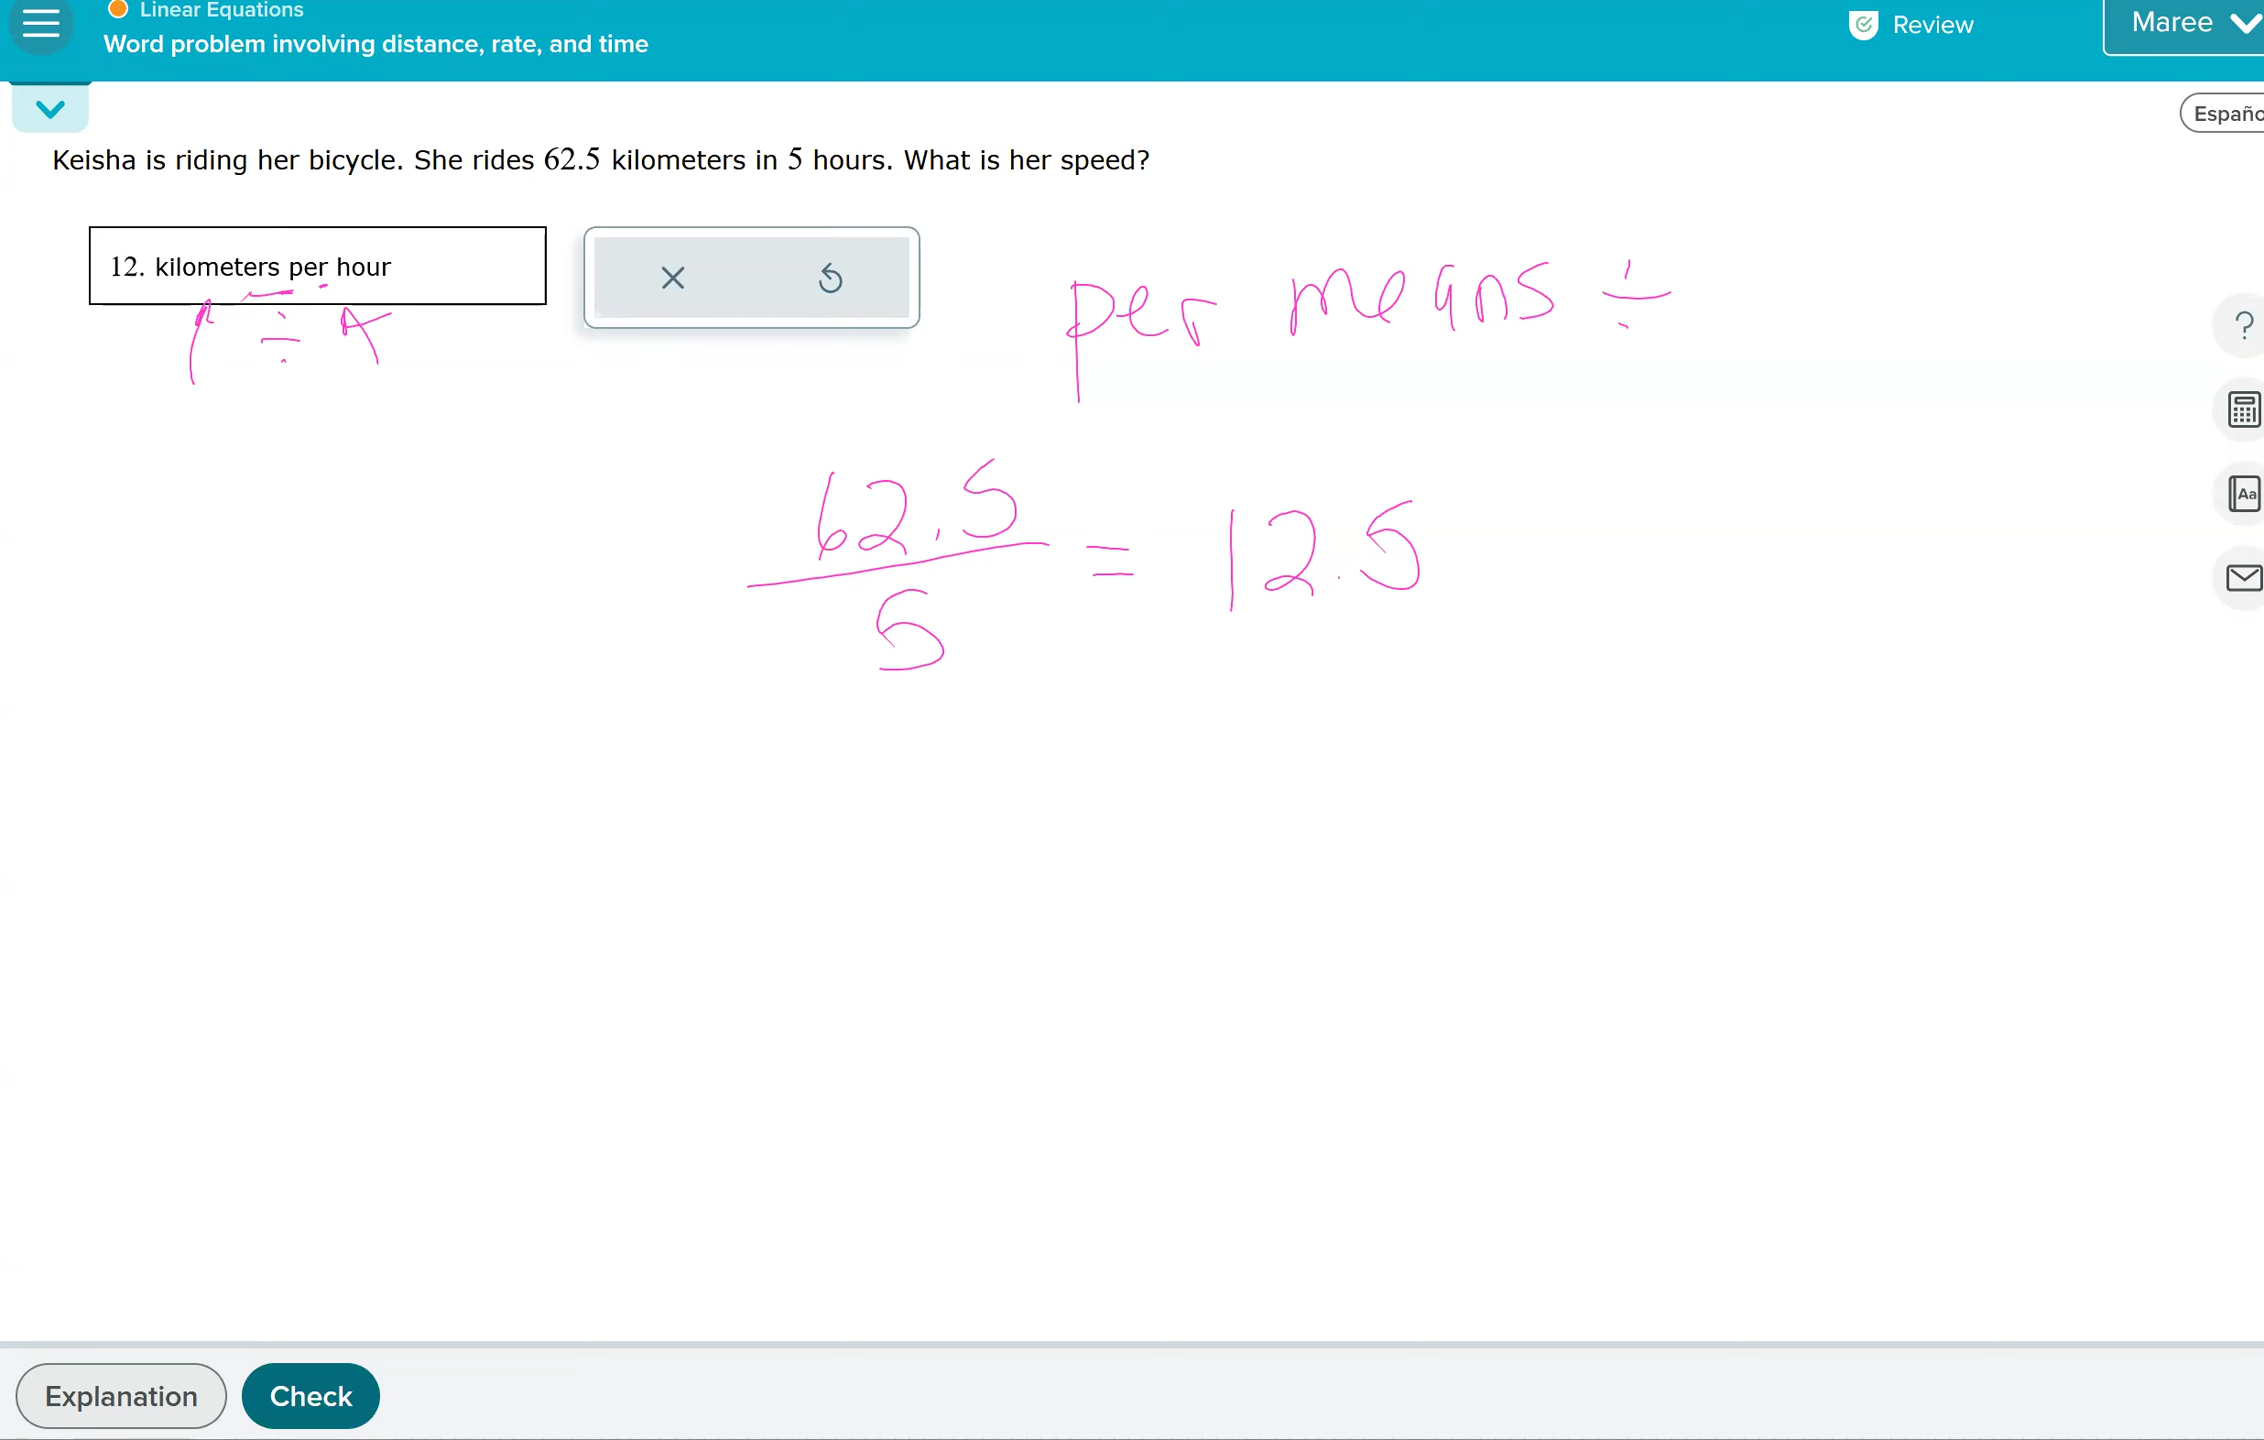 Linear Equations
Word problem involving distance, rate, and time
Review
Maree
Españo
Keisha is riding her bicycle. She rides 62.5 kilometers in 5 hours. What is her speed?
12. kilometers per hour
÷
per means ÷
62.5
= 12.5
5
?
Aa
Explanation
Check